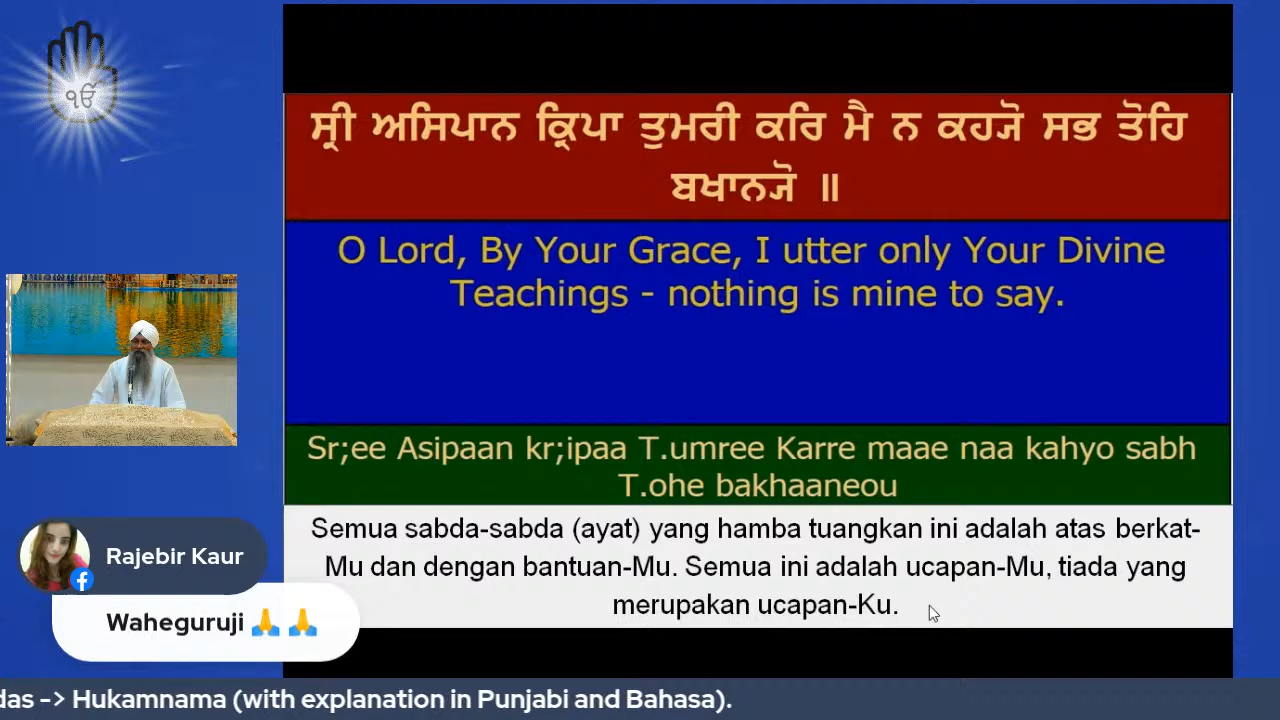 ੴ
ਸ੍ਰੀ ਅਸਿਪਾਨ ਕ੍ਰਿਪਾ ਤੁਮਰੀ ਕਰਿ ਮੈ ਨ ਕਹਯੋ ਸਭ ਤੋਹਿ
ਬਖਾਨਯੋ ॥
O Lord, By Your Grace, I utter only Your Divine
Teachings - nothing is mine to say.
Sr;ee Asipaan kr;ipaa T.umree Karre maae naa kahyo sabh
T.ohe bakhaaneou
Semua sabda-sabda (ayat) yang hamba tuangkan ini adalah atas berkat-
Mu dan dengan bantuan-Mu. Semua ini adalah ucapan-Mu, tiada yang
merupakan ucapan-Ku.
Rajebir Kaur
Waheguruji 🙏 🙏
das -> Hukamnama (with explanation in Punjabi and Bahasa).